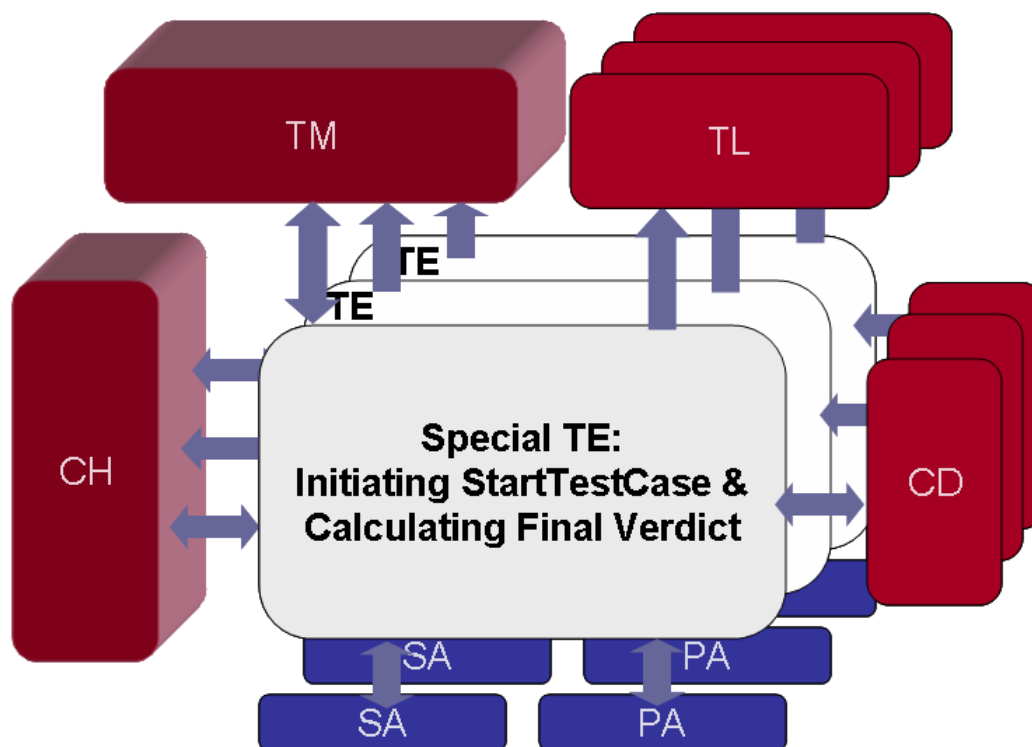 TM
TL
TE
TE
CH
Special TE:
Initiating StartTestCase &
Calculating Final Verdict
CD
SA
PA
SA
PA